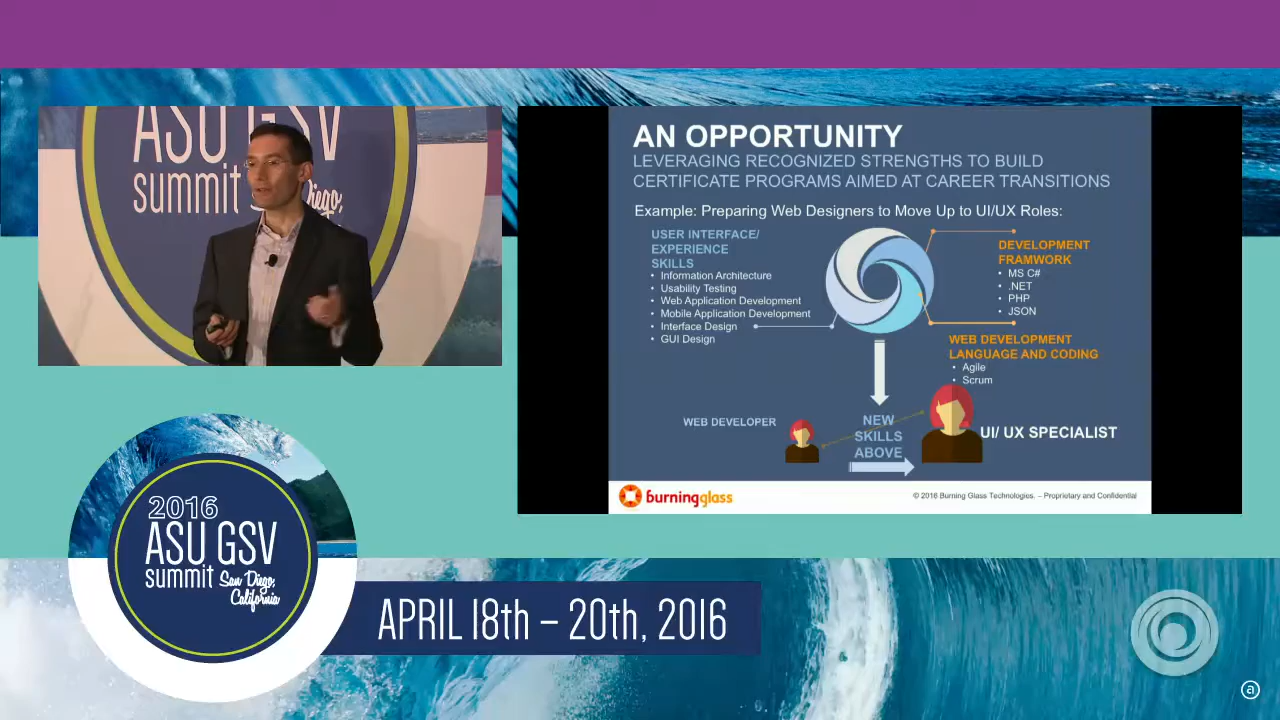 ASU GSV
summit
Diego,
AN OPPORTUNITY
LEVERAGING RECOGNIZED STRENGTHS TO BUILD
CERTIFICATE PROGRAMS AIMED AT CAREER TRANSITIONS
Example: Preparing Web Designers to Move Up to UI/UX Roles:
USER INTERFACE/
EXPERIENCE
SKILLS
• Information Architecture
• Usability Testing
• Web Application Development
• Mobile Application Development
• Interface Design
• GUI Design
DEVELOPMENT
FRAMWORK
• MS C#
• .NET
• PHP
• JSON
WEB DEVELOPMENT
LANGUAGE AND CODING
• Agile
• Scrum
WEB DEVELOPER
NEW
SKILLS
ABOVE
UI/ UX SPECIALIST
burningglass
© 2016 Burning Glass Technologies. – Proprietary and Confidential
2016
ASU GSV
summit San Diego,
California
APRIL 18th – 20th, 2016
a